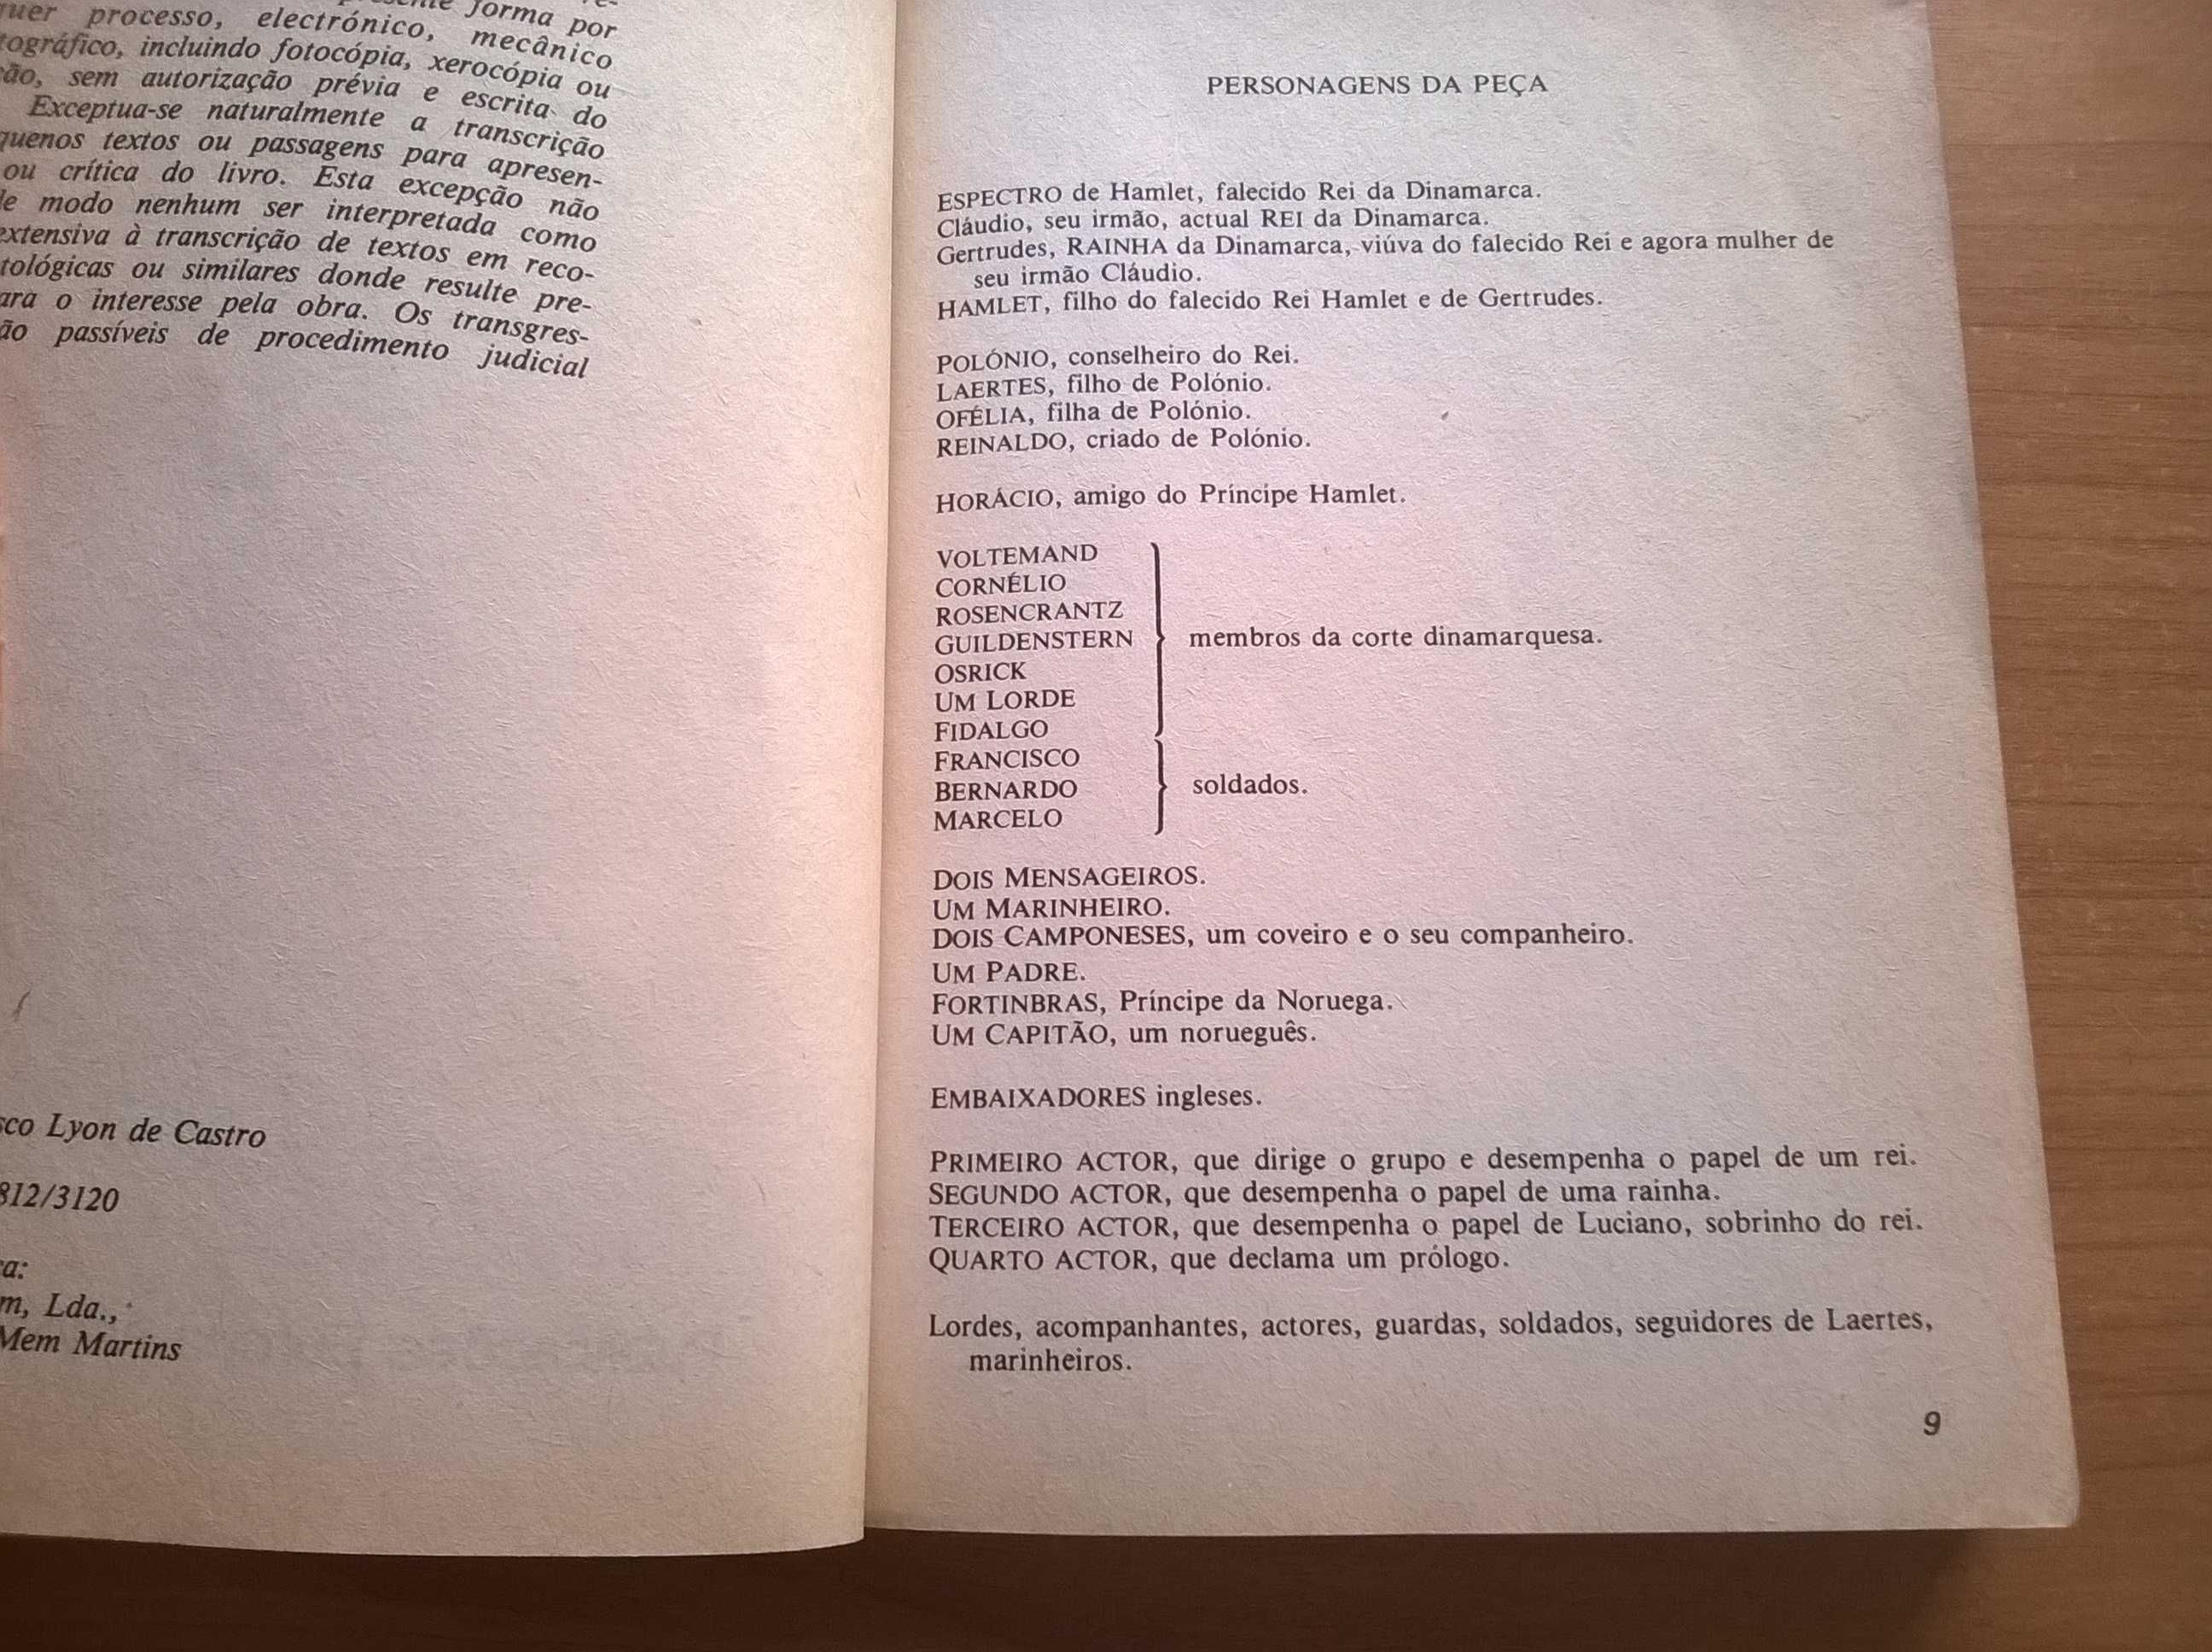 forma por
processo, electrónico, mecânico
incluindo fotocópia, xerocópia ou
sem autorização prévia e escrita do
Exceptua-se naturalmente a transcrição
textos ou passagens para apresen-
ou crítica do livro. Esta excepção não
modo nenhum ser interpretada como
extensiva à transcrição de textos em reco-
ou similares donde resulte pre-
o interesse pela obra. Os transgres-
passíveis de procedimento judicial
Lyon de Castro
812/3120
Lda.,
Mem Martins
PERSONAGENS DA PEÇA
ESPECTRO de Hamlet, falecido Rei da Dinamarca.
Cláudio, seu irmão, actual REI da Dinamarca.
Gertrudes, RAINHA da Dinamarca, viúva do falecido Rei e agora mulher de
seu irmão Cláudio.
HAMLET, filho do falecido Rei Hamlet e de Gertrudes.
POLÓNIO, conselheiro do Rei.
LAERTES, filho de Polónio.
OFÉLIA, filha de Polónio.
REINALDO, criado de Polónio.
HORÁCIO, amigo do Príncipe Hamlet.
VOLTEMAND
CORNÉLIO
ROSENCRANTZ
GUILDENSTERN membros da corte dinamarquesa.
OSRICK
UM LORDE
FIDALGO
FRANCISCO
BERNARDO soldados.
MARCELO
DOIS MENSAGEIROS.
UM MARINHEIRO.
DOIS CAMPONESES, um coveiro e o seu companheiro.
UM PADRE.
FORTINBRAS, Príncipe da Noruega.
UM CAPITÃO, um norueguês.
EMBAIXADORES ingleses.
PRIMEIRO ACTOR, que dirige o grupo e desempenha o papel de um rei.
SEGUNDO ACTOR, que desempenha o papel de uma rainha.
TERCEIRO ACTOR, que desempenha o papel de Luciano, sobrinho do rei.
QUARTO ACTOR, que declama um prólogo.
Lordes, acompanhantes, actores, guardas, soldados, seguidores de Laertes,
marinheiros.
9